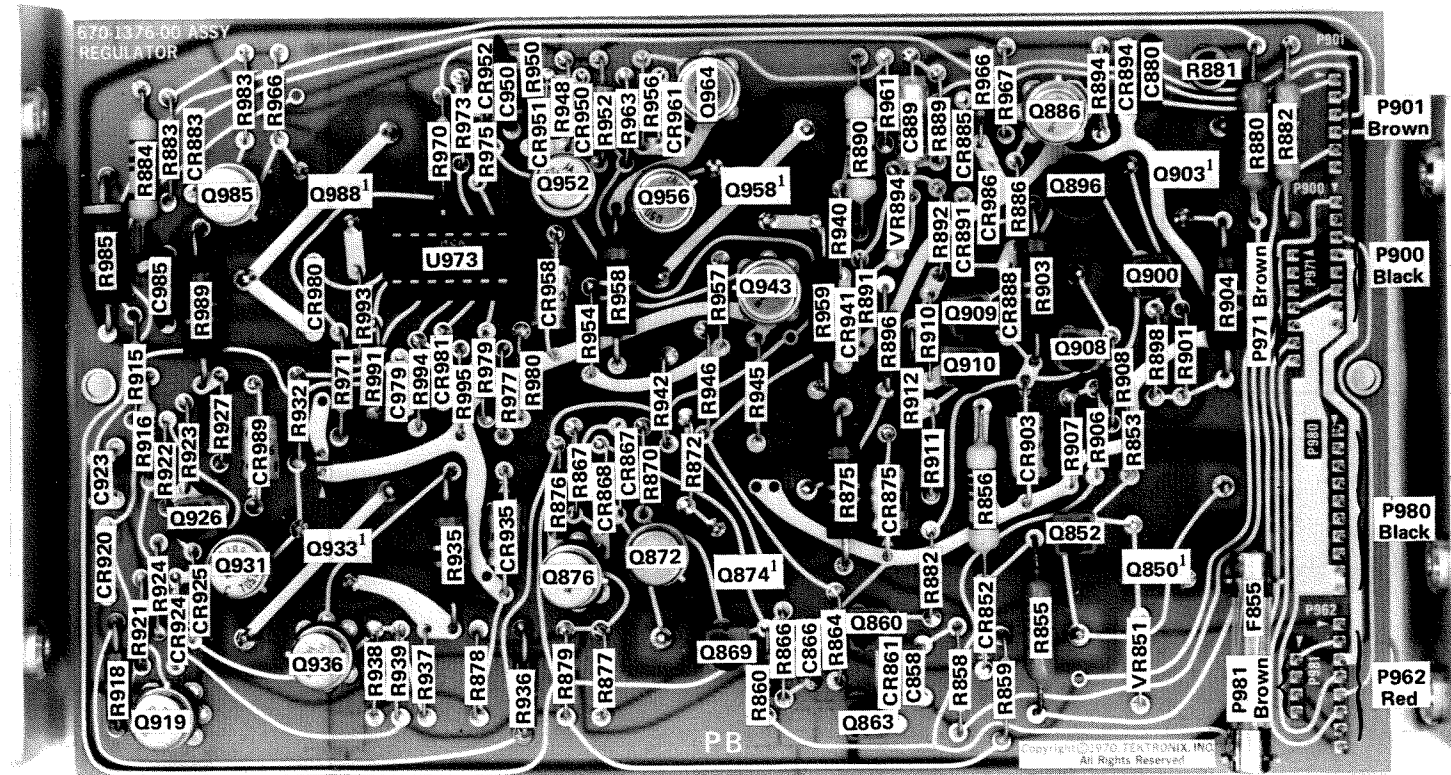 670-1376-00 ASSY
REGULATOR
P901
R983
R966
R884
R883
CR883
Q985
Q988¹
R970
R973
R975
CR952
C950
R950
CR951
R948
CR950
R952
R963
R956
CR961
Q964
Q952
Q956
Q958¹
R890
R961
C889
R889
CR885
R966
R967
Q886
R894
CR894
C880
R881
R880
R882
P901
Brown
R985
C985
R989
CR980
R993
U973
CR958
R958
R954
R957
Q943
R940
R959
CR941
VR894
R891
R892
CR891
CR986
R886
Q896
Q903¹
CR888
R903
Q900
R904
P900
P971 Brown
P971A
P900
Black
R915
R916
R922
R923
R927
CR989
R932
R971
R991
C979
R994
CR981
R995
R979
R977
R980
R942
R946
R945
R896
R910
Q909
Q910
R912
R911
Q908
R908
R898
R901
C923
Q926
R876
R867
CR868
CR867
R870
R872
R875
CR875
R856
CR903
R907
R906
R853
P980
P980
Black
CR920
R921
R924
CR924
CR925
Q931
Q933¹
R935
CR935
Q876
Q872
Q874¹
R882
CR852
R855
Q852
Q850¹
VR851
F855
P962
R918
Q919
Q936
R938
R939
R937
R878
R936
R879
R877
Q869
R860
R866
C866
R864
Q860
CR861
C858
Q863
R858
R859
P981
Brown
P981
P962
Red
PB
Copyright © 1970 TEKTRONIX, INC.
All Rights Reserved